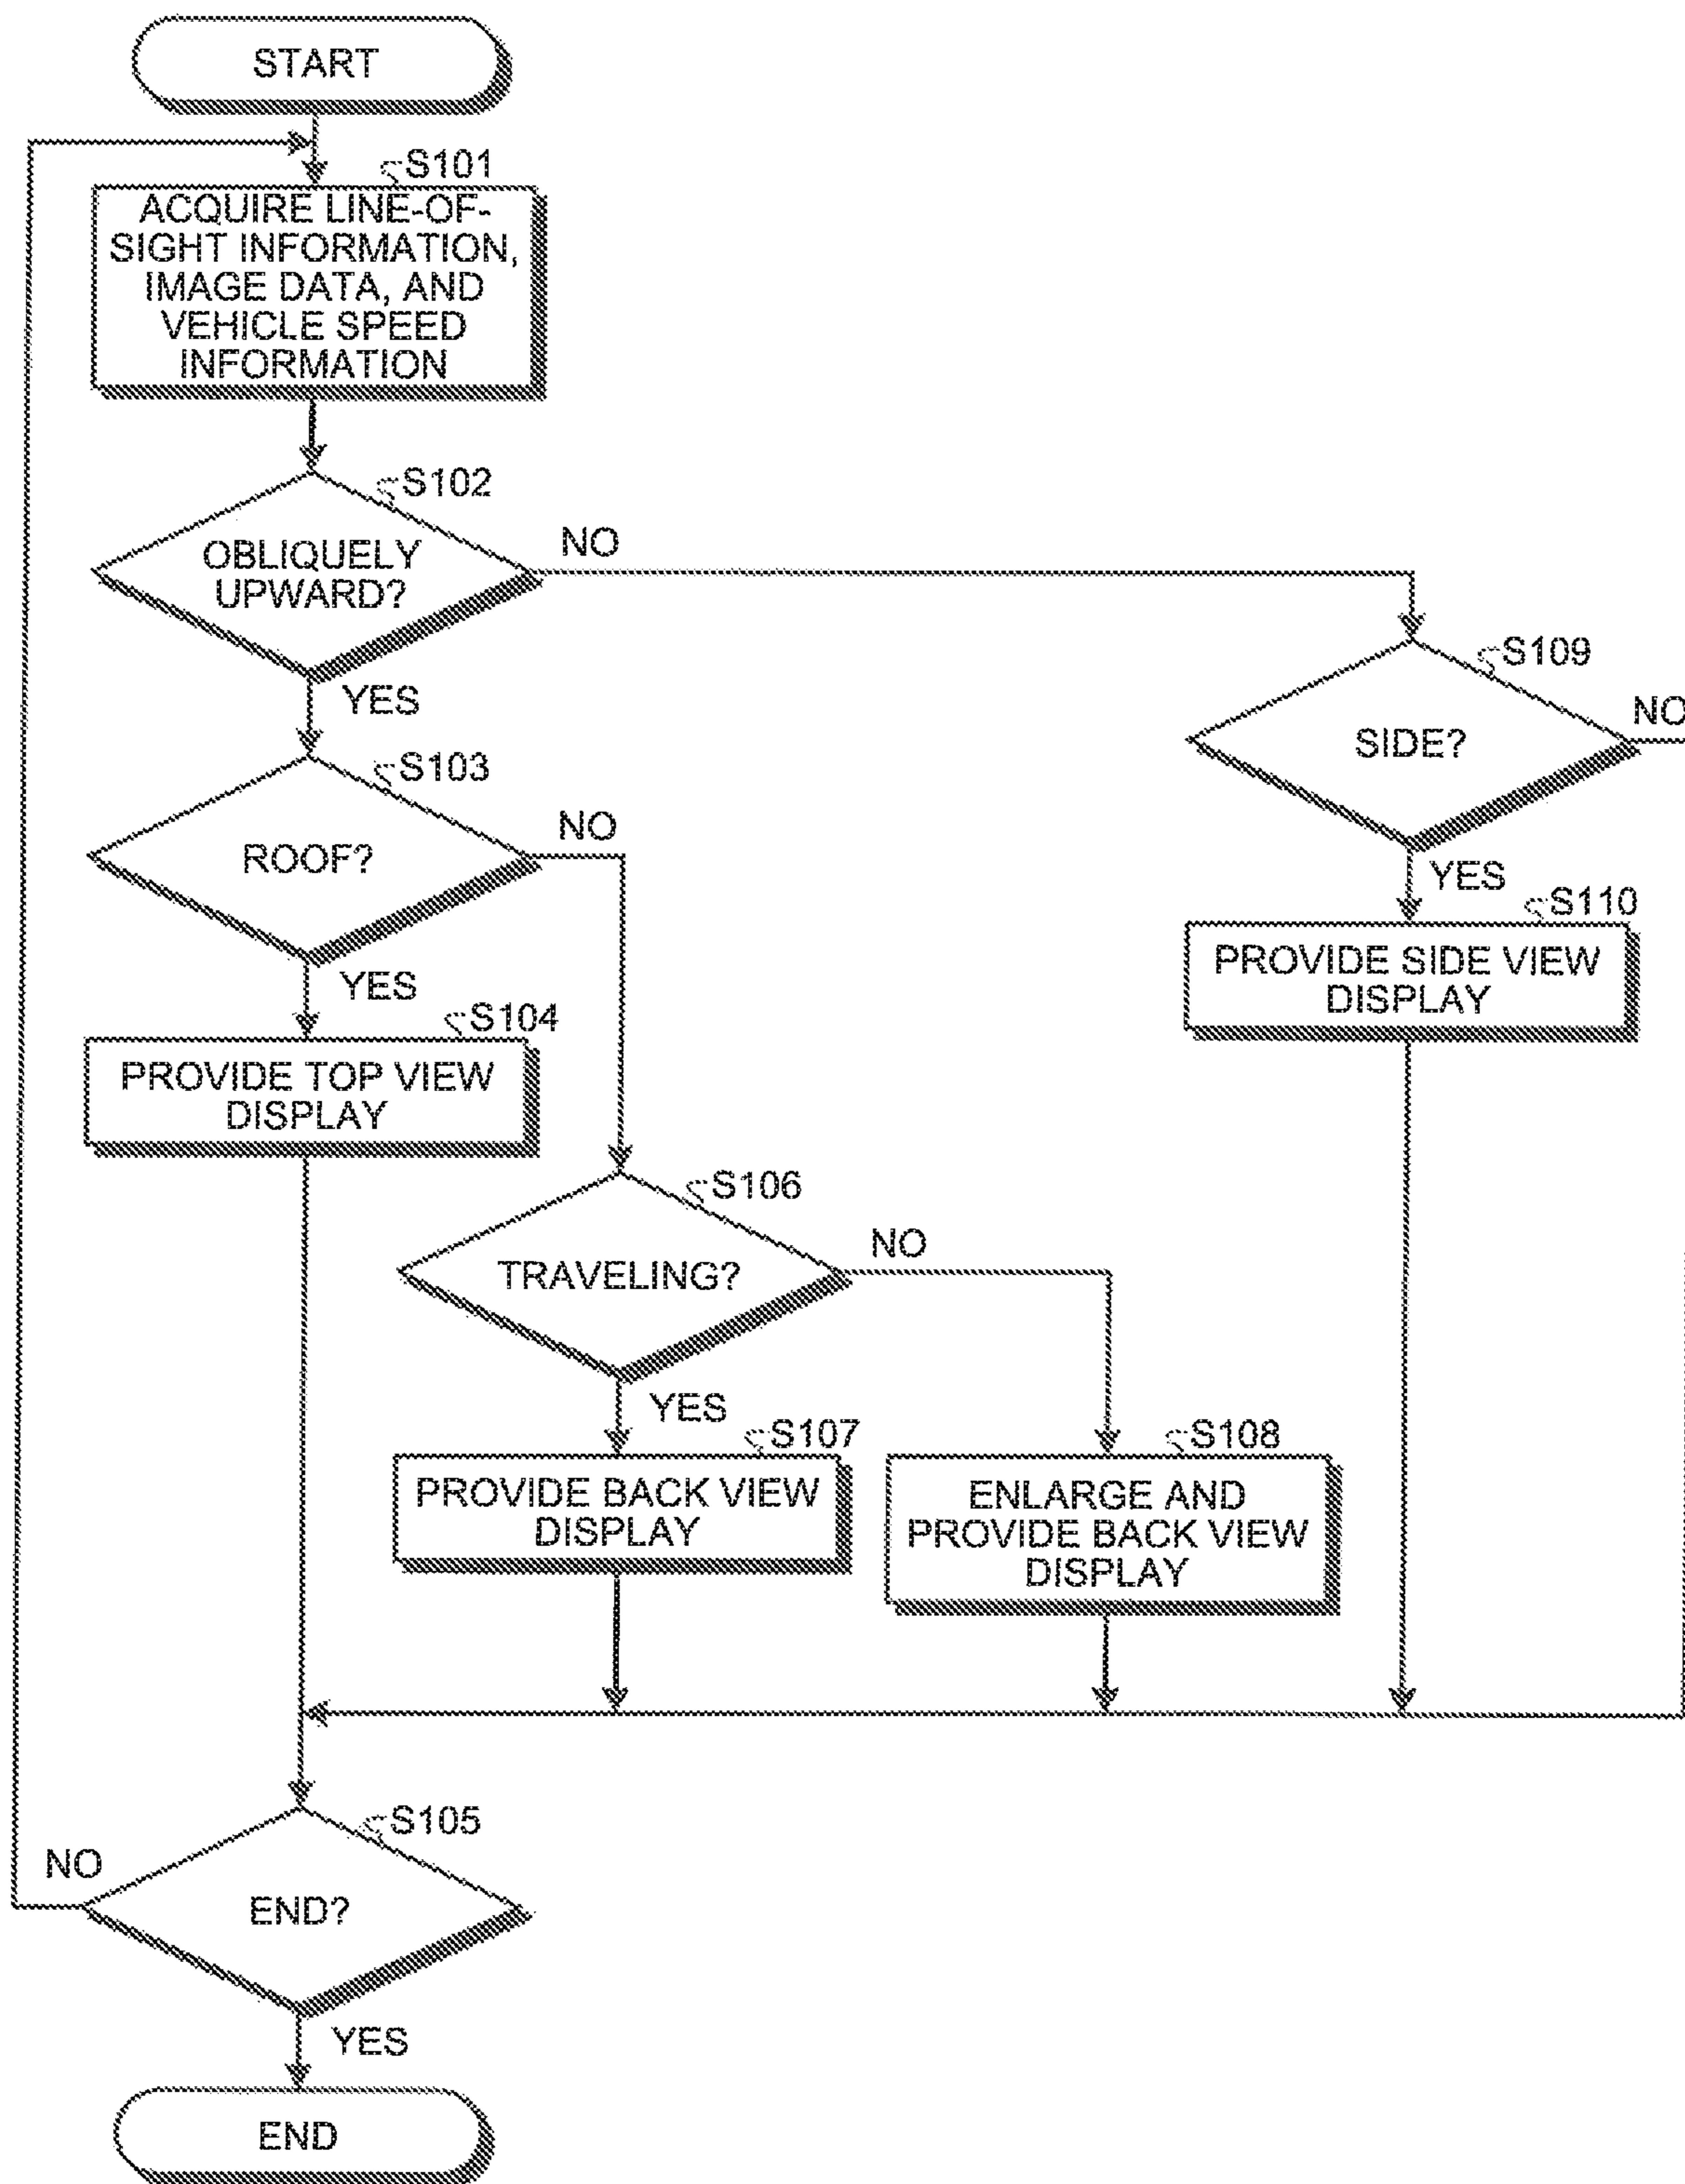 START
S101
ACQUIRE LINE-OF-
SIGHT INFORMATION,
IMAGE DATA, AND
VEHICLE SPEED
INFORMATION
S102
OBLIQUELY
UPWARD?
NO
YES
S109
SIDE?
NO
YES
S103
ROOF?
NO
YES
S110
PROVIDE SIDE VIEW
DISPLAY
S104
PROVIDE TOP VIEW
DISPLAY
S106
TRAVELING?
NO
YES
S107
PROVIDE BACK VIEW
DISPLAY
S108
ENLARGE AND
PROVIDE BACK VIEW
DISPLAY
S105
END?
NO
YES
END